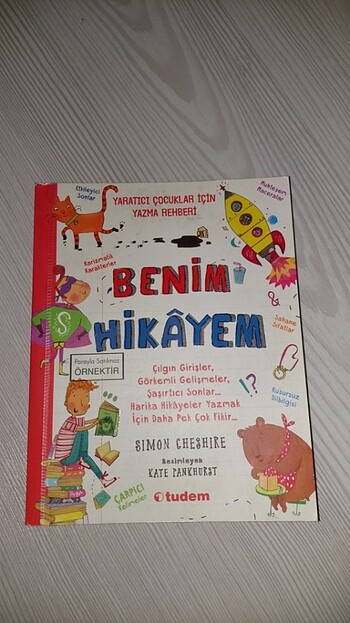 Etkileyici
Sonlar
YARATICI ÇOCUKLAR İÇİN
YAZMA REHBERİ
Muhteşem
Maceralar
Karizmatik
Karakterler
BENİM
&
Şahane
Sıfatlar
S
HİKÂYEM
Parayla Satılmaz
ÖRNEKTİR
Çılgın Girişler,
Görkemli Gelişmeler,
Şaşırtıcı Sonlar...
Harika Hikâyeler Yazmak
İçin Daha Pek Çok Fikir...
!?
Kusursuz
Dilbilgisi
SIMON CHESHIRE
Resimleyen
KATE PANKHURST
ÇARPICI
Kelimeler
tudem